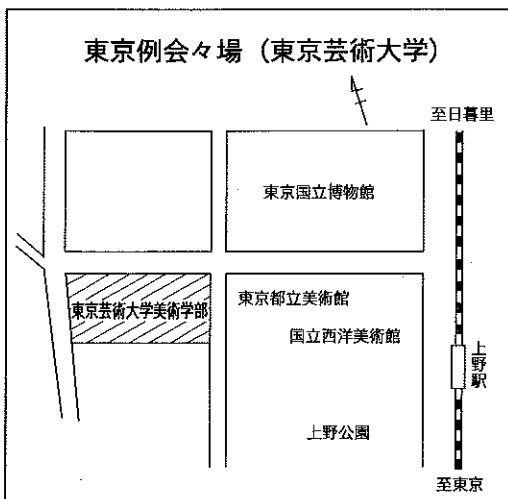 東京例会々場（東京芸術大学）
至日暮里
東京国立博物館
東京芸術大学美術学部
東京都立美術館
国立西洋美術館
上野駅
上野公園
至東京